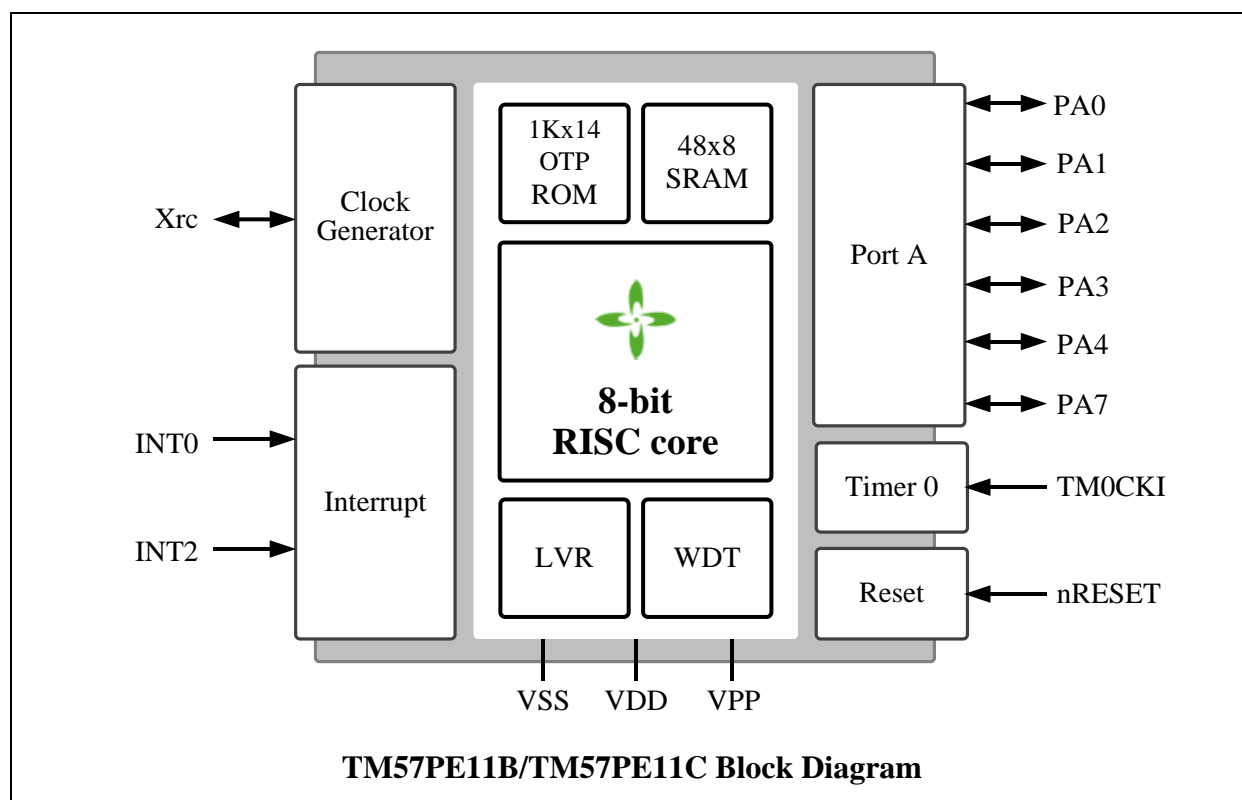 Xrc
INT0
INT2
Clock
Generator
Interrupt
1Kx14
OTP
ROM
48x8
SRAM
8-bit
RISC core
LVR
WDT
Port A
Timer 0
Reset
PA0
PA1
PA2
PA3
PA4
PA7
TM0CKI
nRESET
VSS
VDD
VPP
TM57PE11B/TM57PE11C Block Diagram